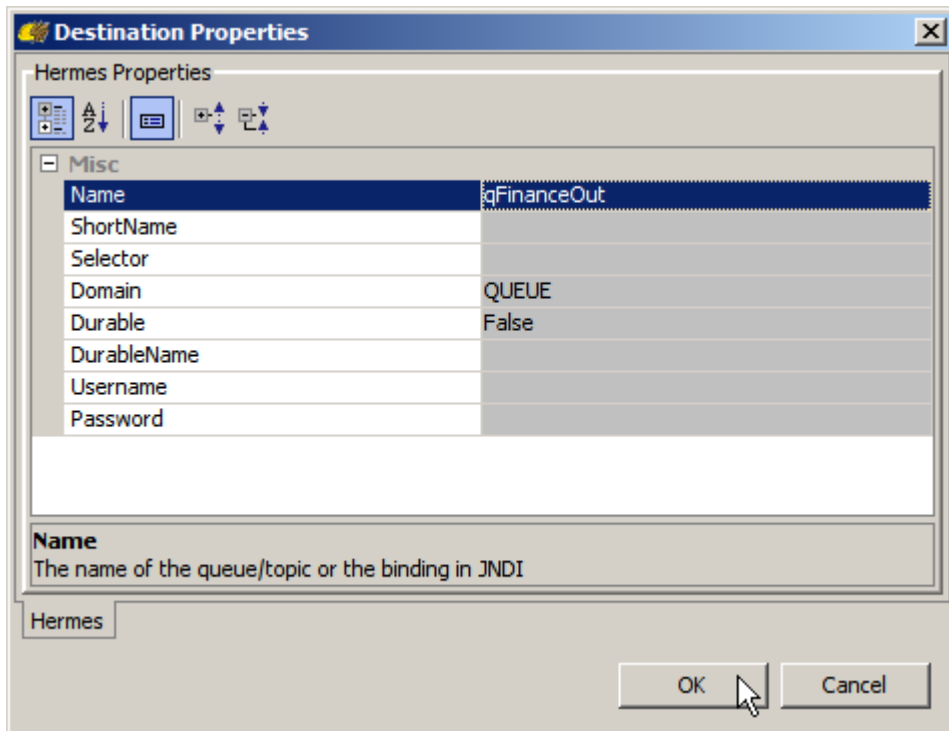 Destination Properties
Hermes Properties
Misc
Name qFinanceOut
ShortName
Selector
Domain QUEUE
Durable False
DurableName
Username
Password
Name
The name of the queue/topic or the binding in JNDI
Hermes
OK Cancel